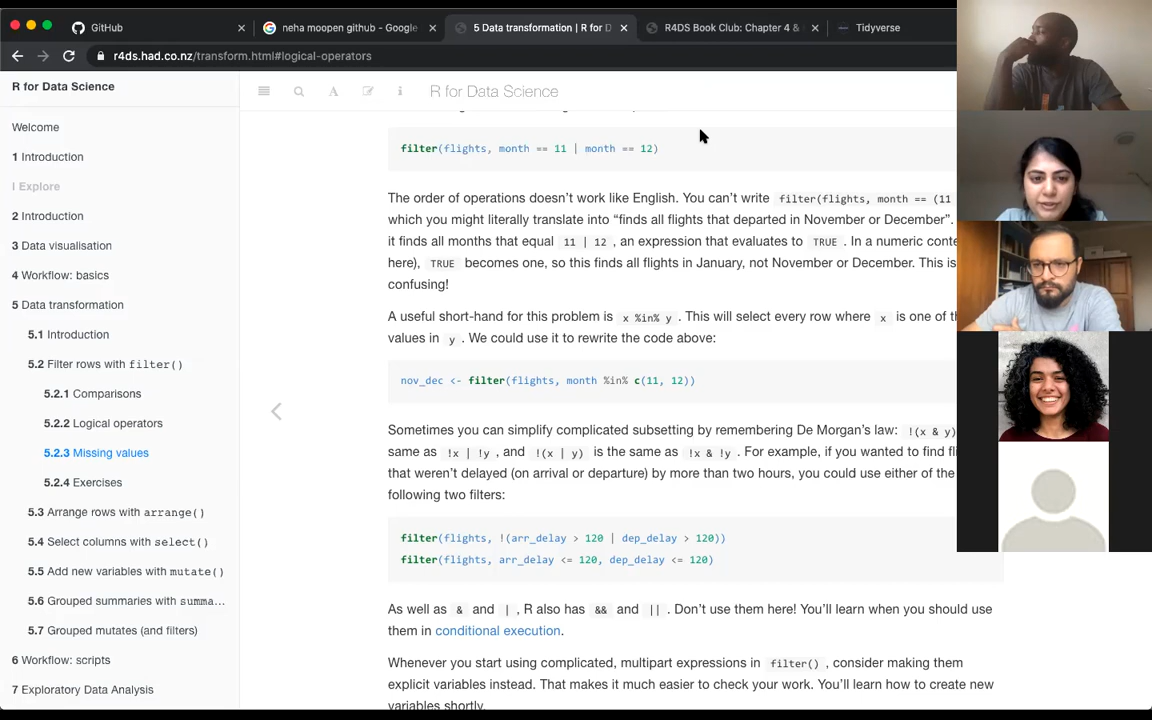 GitHub
neha moopen github - Google
5 Data transformation | R for D
R4DS Book Club: Chapter 4 &
Tidyverse
r4ds.had.co.nz/transform.html#logical-operators
R for Data Science
Welcome
1 Introduction
I Explore
2 Introduction
3 Data visualisation
4 Workflow: basics
5 Data transformation
5.1 Introduction
5.2 Filter rows with filter()
5.2.1 Comparisons
5.2.2 Logical operators
5.2.3 Missing values
5.2.4 Exercises
5.3 Arrange rows with arrange()
5.4 Select columns with select()
5.5 Add new variables with mutate()
5.6 Grouped summaries with summa...
5.7 Grouped mutates (and filters)
6 Workflow: scripts
7 Exploratory Data Analysis
R for Data Science
filter(flights, month == 11 | month == 12)
The order of operations doesn't work like English. You can't write filter(flights, month == (11
which you might literally translate into “finds all flights that departed in November or December”.
it finds all months that equal 11 | 12 , an expression that evaluates to TRUE . In a numeric conte
here), TRUE becomes one, so this finds all flights in January, not November or December. This is
confusing!
A useful short-hand for this problem is x %in% y . This will select every row where x is one of th
values in y . We could use it to rewrite the code above:
nov_dec <- filter(flights, month %in% c(11, 12))
Sometimes you can simplify complicated subsetting by remembering De Morgan's law: !(x & y)
same as !x | !y , and !(x | y) is the same as !x & !y . For example, if you wanted to find fl
that weren't delayed (on arrival or departure) by more than two hours, you could use either of the
following two filters:
filter(flights, !(arr_delay > 120 | dep_delay > 120))
filter(flights, arr_delay <= 120, dep_delay <= 120)
As well as & and | , R also has && and || . Don't use them here! You'll learn when you should use
them in conditional execution.
Whenever you start using complicated, multipart expressions in filter() , consider making them
explicit variables instead. That makes it much easier to check your work. You'll learn how to create new
variables shortly.